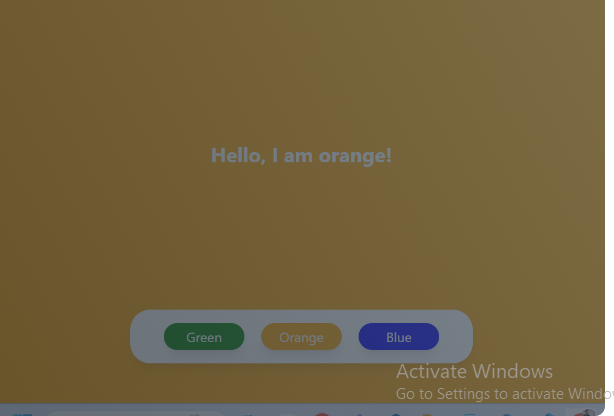 Hello, I am orange!
Green
Orange
Blue
Activate Windows
Go to Settings to activate Windo